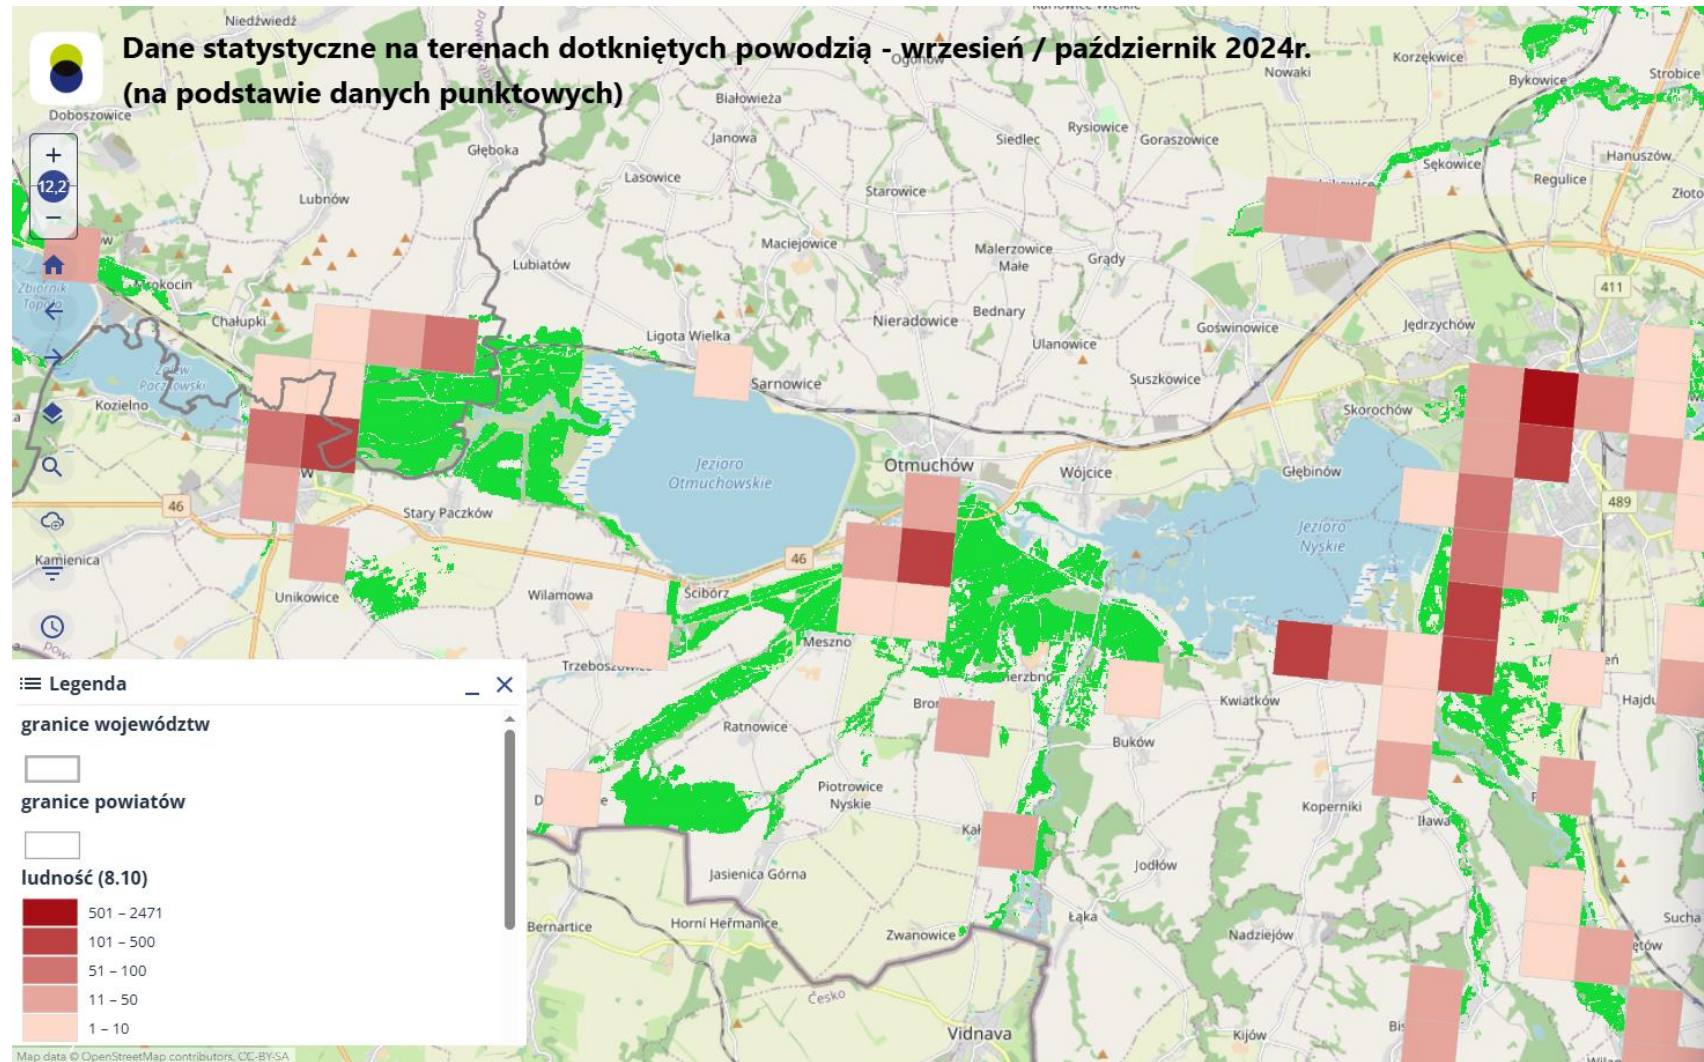 Niedźwiedź
Dane statystyczne na terenach dotkniętych powodzią - wrzesień / październik 2024r.
(na podstawie danych punktowych)
Korzękwice
Nowaki
Bykowice
Strobice
Białowieża
Doboszowice
Janowa
Siedlec
Rysiowice
Goraszowice
Głęboka
Sękowice
Hanuszów
+
12,2
−
Lasowice
Starowice
Regulice
Lubnów
Maciejowice
Malerzowice
Małe
Grądy
Lubiatów
Zbiornik
411
Chałupki
Ligota Wielka
Nieradowice
Bednary
Goświnowice
Jędrzychów
Ulanowice
Zalew
Paczkowski
Sarnowice
Suszkowice
Kozielno
Skorochów
Jezioro
Otmuchowskie
Otmuchów
Wójcice
Głębinów
46
Stary Paczków
489
Jezioro
Nyskie
Kamienica
46
Unikowice
Wilamowa
Ścibórz
Meszno
Kwiatków
Ratnowice
Buków
Piotrowice
Nyskie
Koperniki
Iława
Jodłów
Jasienica Górna
Bernartice
Horní Heřmanice
Zwanowice
Łąka
Nadziejów
Sucha
Česko
Vidnava
Kijów
Legenda
granice województw
granice powiatów
ludność (8.10)
501 – 2471
101 – 500
51 – 100
11 – 50
1 – 10
Map data © OpenStreetMap contributors, CC-BY-SA